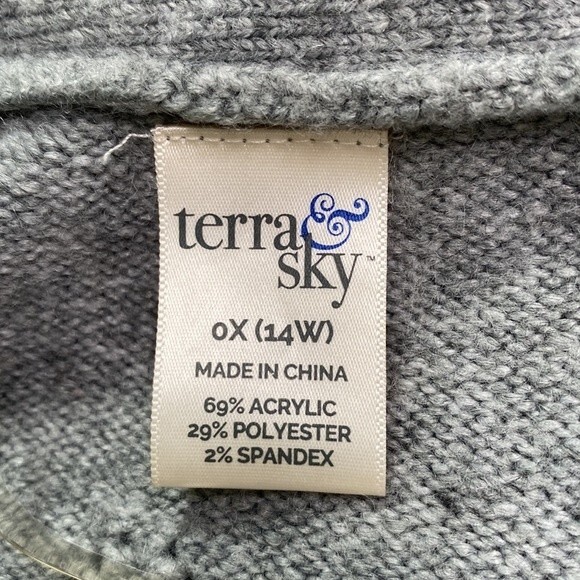 terra &
sky™
0X (14W)
MADE IN CHINA
69% ACRYLIC
29% POLYESTER
2% SPANDEX